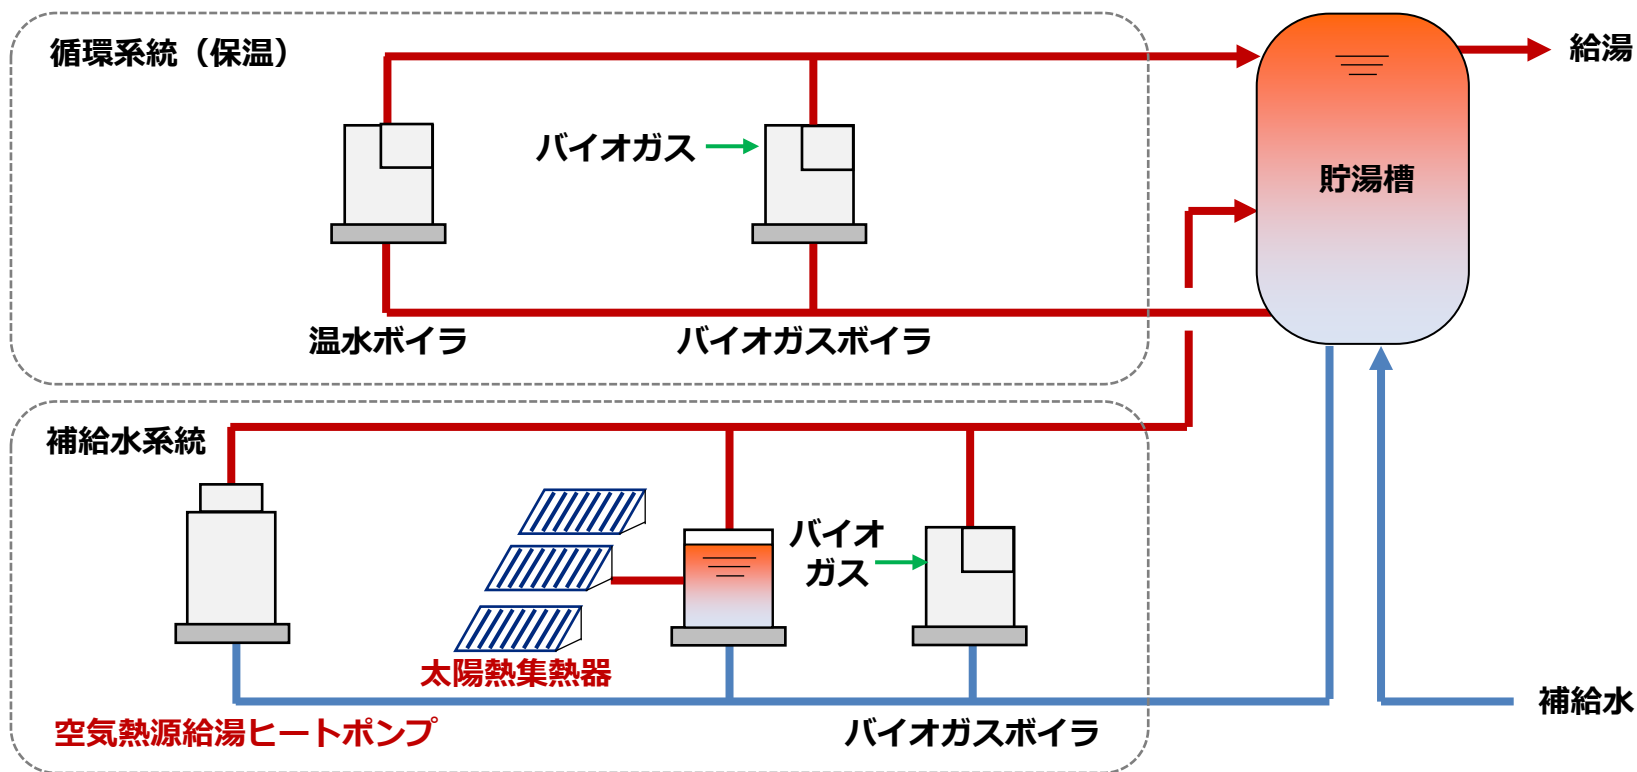 循環系統（保温）
給湯
バイオガス
貯湯槽
温水ボイラ
バイオガスボイラ
補給水系統
バイオ
ガス
太陽熱集熱器
補給水
空気熱源給湯ヒートポンプ
バイオガスボイラ